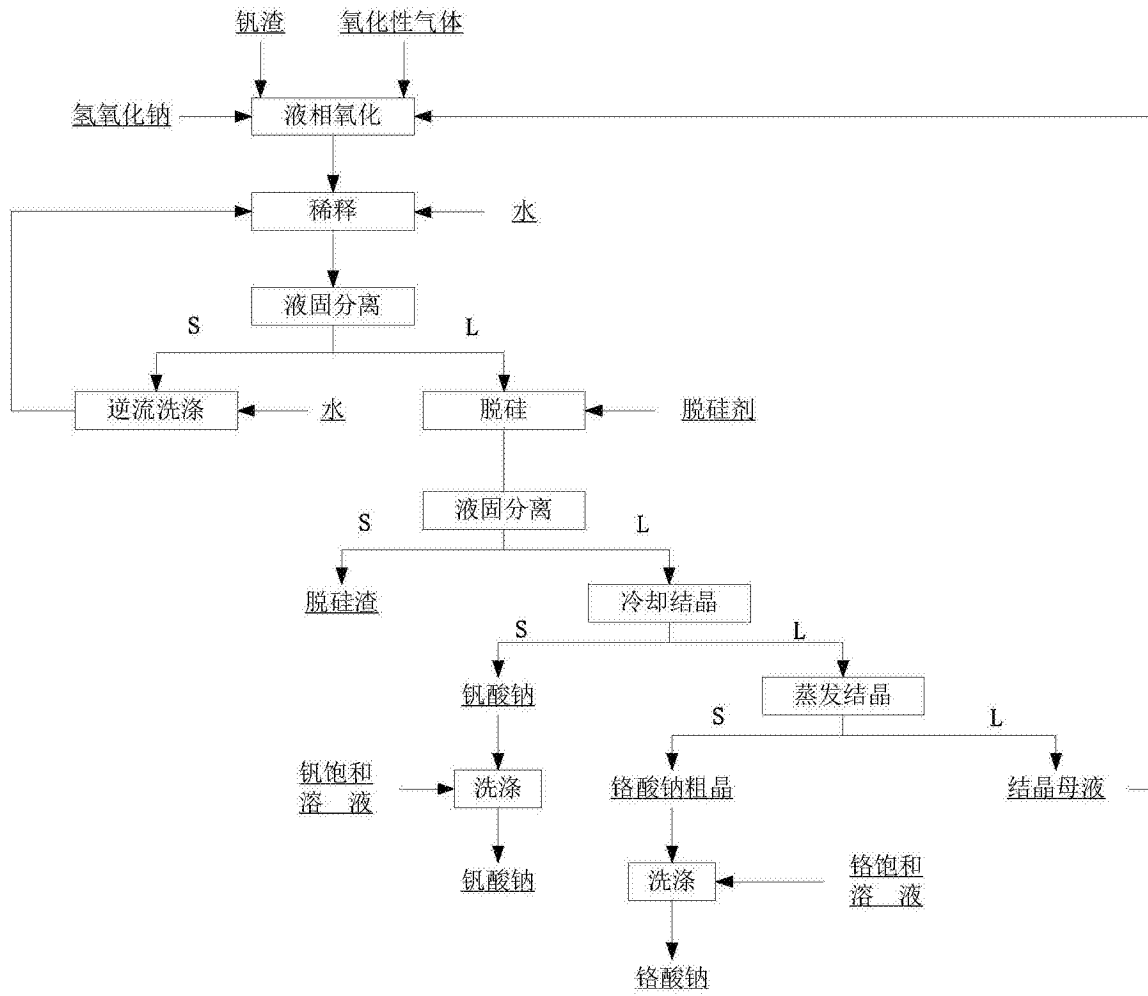 钒渣
氧化性气体
氢氧化钠
液相氧化
稀释
水
液固分离
S
L
逆流洗涤
水
脱硅
脱硅剂
液固分离
S
L
脱硅渣
冷却结晶
S
L
钒酸钠
蒸发结晶
S
L
钒饱和
溶 液
洗涤
铬酸钠粗晶
结晶母液
钒酸钠
洗涤
铬饱和
溶 液
铬酸钠